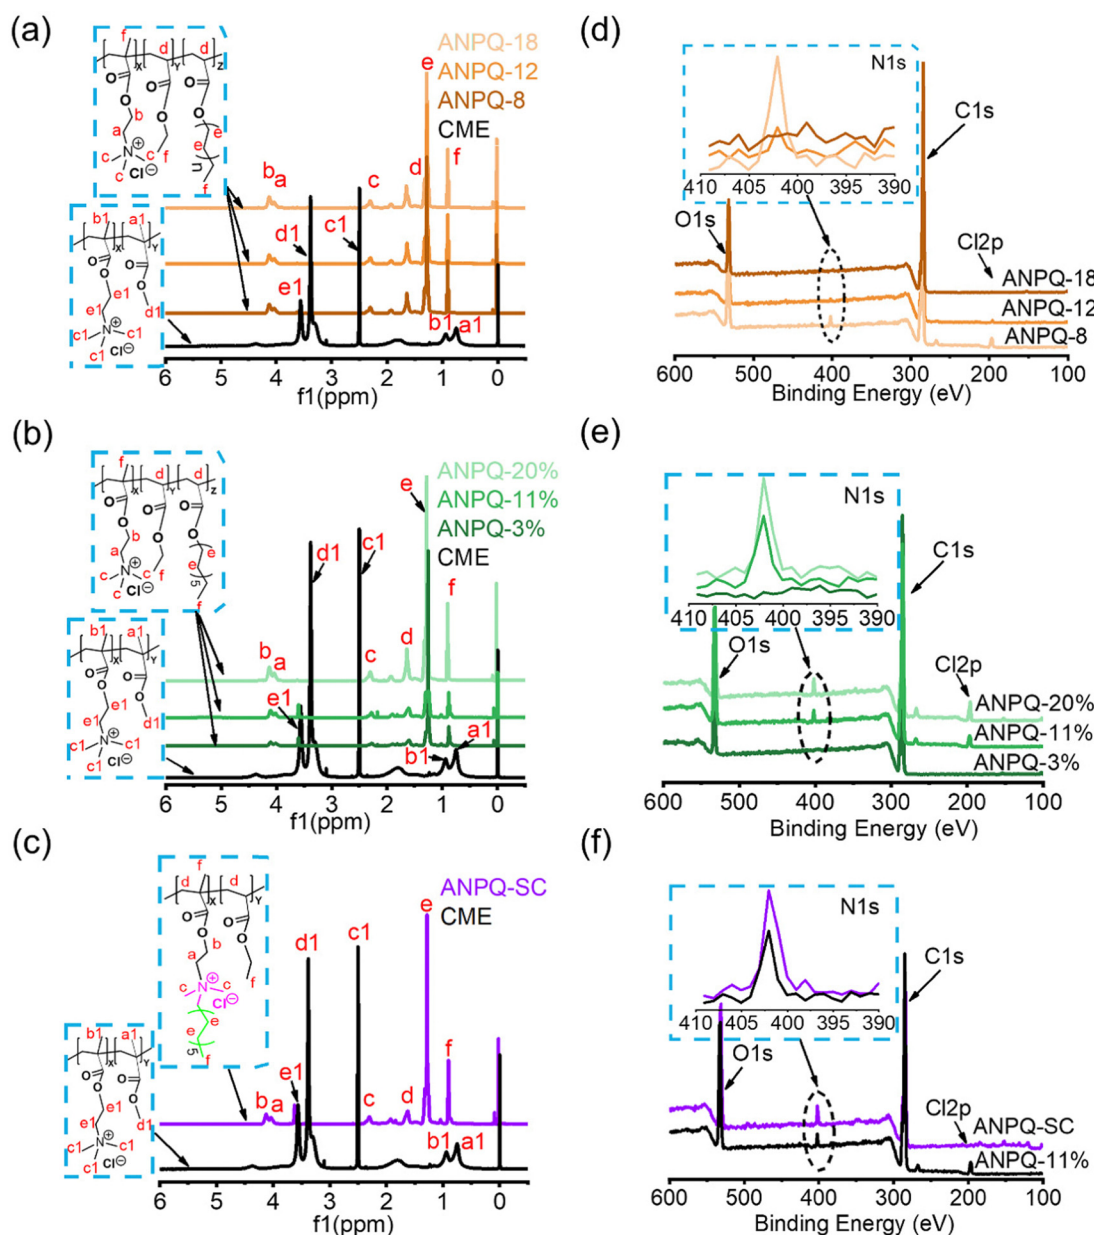 (a)
ANPQ-18
ANPQ-12
ANPQ-8
CME
e
f
b a
c
d
d1
c1
e1
b1 a1
f d d
X Y Z
O O O
O O O
b
a
N⊕
c c f
c Cl⊖
e e
n
f
b1 a1
X Y
O O
O O
e1
e1 d1
N⊕
c1 c1
c1 Cl⊖
6 5 4 3 2 1 0
f1(ppm)
(b)
ANPQ-20%
ANPQ-11%
ANPQ-3%
CME
e
f
b a
c
d
d1
c1
e1
b1
a1
f d d
X Y Z
O O O
O O O
b
a
N⊕
c c f
c Cl⊖
e e
5
f
b1 a1
X Y
O O
O O
e1
e1 d1
N⊕
c1 c1
c1 Cl⊖
6 5 4 3 2 1 0
f1(ppm)
(c)
ANPQ-SC
CME
e
f
b a
c
d
d1
c1
e1
b1 a1
f
d d
X Y
O O
O O
a b
f
N⊕
c c
Cl⊖
e e
5
f
b1 a1
X Y
O O
O O
e1
e1 d1
N⊕
c1 c1
c1 Cl⊖
6 5 4 3 2 1 0
f1(ppm)
(d)
N1s
410 405 400 395 390
C1s
O1s
Cl2p
ANPQ-18
ANPQ-12
ANPQ-8
600 500 400 300 200 100
Binding Energy (eV)
(e)
N1s
410 405 400 395 390
C1s
O1s
Cl2p
ANPQ-20%
ANPQ-11%
ANPQ-3%
600 500 400 300 200 100
Binding Energy (eV)
(f)
N1s
410 405 400 395 390
C1s
O1s
Cl2p
ANPQ-SC
ANPQ-11%
600 500 400 300 200 100
Binding Energy (eV)